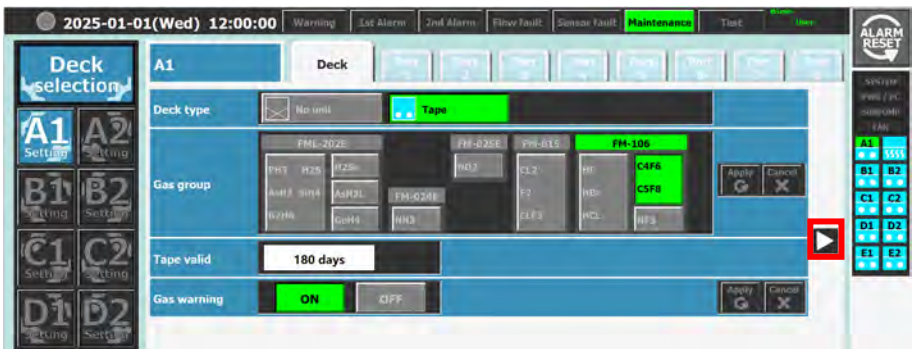 2025-01-01(Wed) 12:00:00
Warning
1st Alarm
2nd Alarm
Flow fault
Sensor fault
Maintenance
Test
User
ALARM
RESET
Deck
selection
A1
Setting
A2
Setting
B1
Setting
B2
Setting
C1
Setting
C2
Setting
D1
Setting
D2
Setting
A1
Deck
Deck type
No unit
Tape
Gas group
FML-202E
PH3 H2S
AsH3 SiH4
B2H6
H2Se
AsH3L
GeH4
NH3
FM-02SE
NO2
FM-01S
CL2
F2
CLF3
FM-106
HF
HBr
HCL
C4F6
C5F8
NF3
Apply
Cancel
Tape valid
180 days
Gas warning
ON
OFF
Apply
Cancel
SYSTEM
FAN
A1
B1 B2
C1 C2
D1 D2
E1 E2